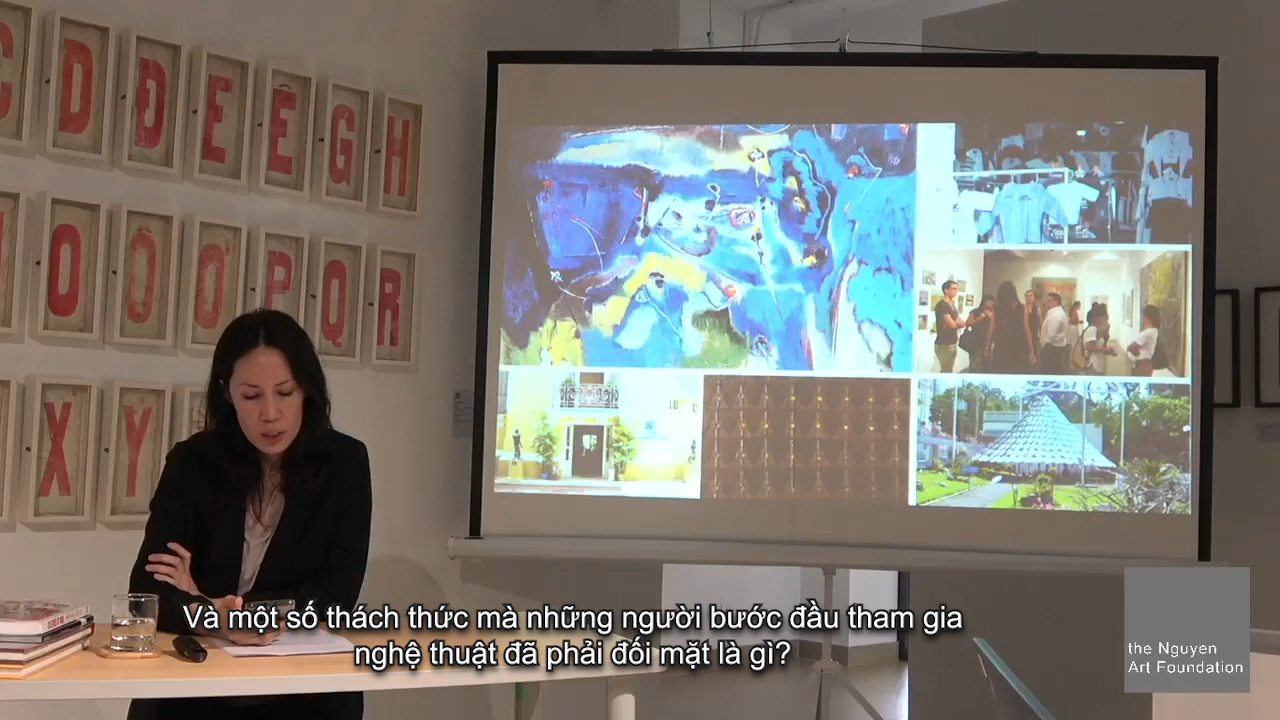 C D Đ E Ê G H
O Ô Ơ P Q R
X Y
Và một số thách thức mà những người bước đầu tham gia
nghệ thuật đã phải đối mặt là gì?
the Nguyen
Art Foundation